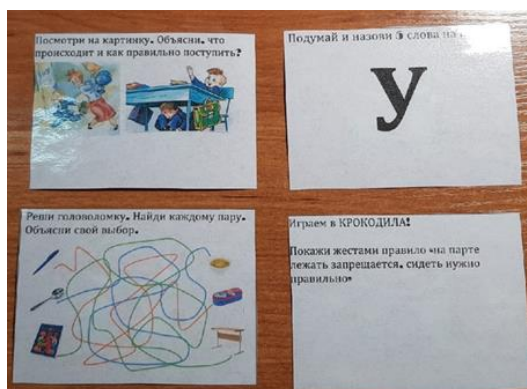 Посмотри на картинку. Объясни, что
происходит и как правильно поступить?
Подумай и назови 5 слова на
У
Реши головоломку. Найди каждому пару.
Объясни свой выбор.
Играем в КРОКОДИЛА!
Покажи жестами правило «на парте
лежать запрещается, сидеть нужно
правильно»